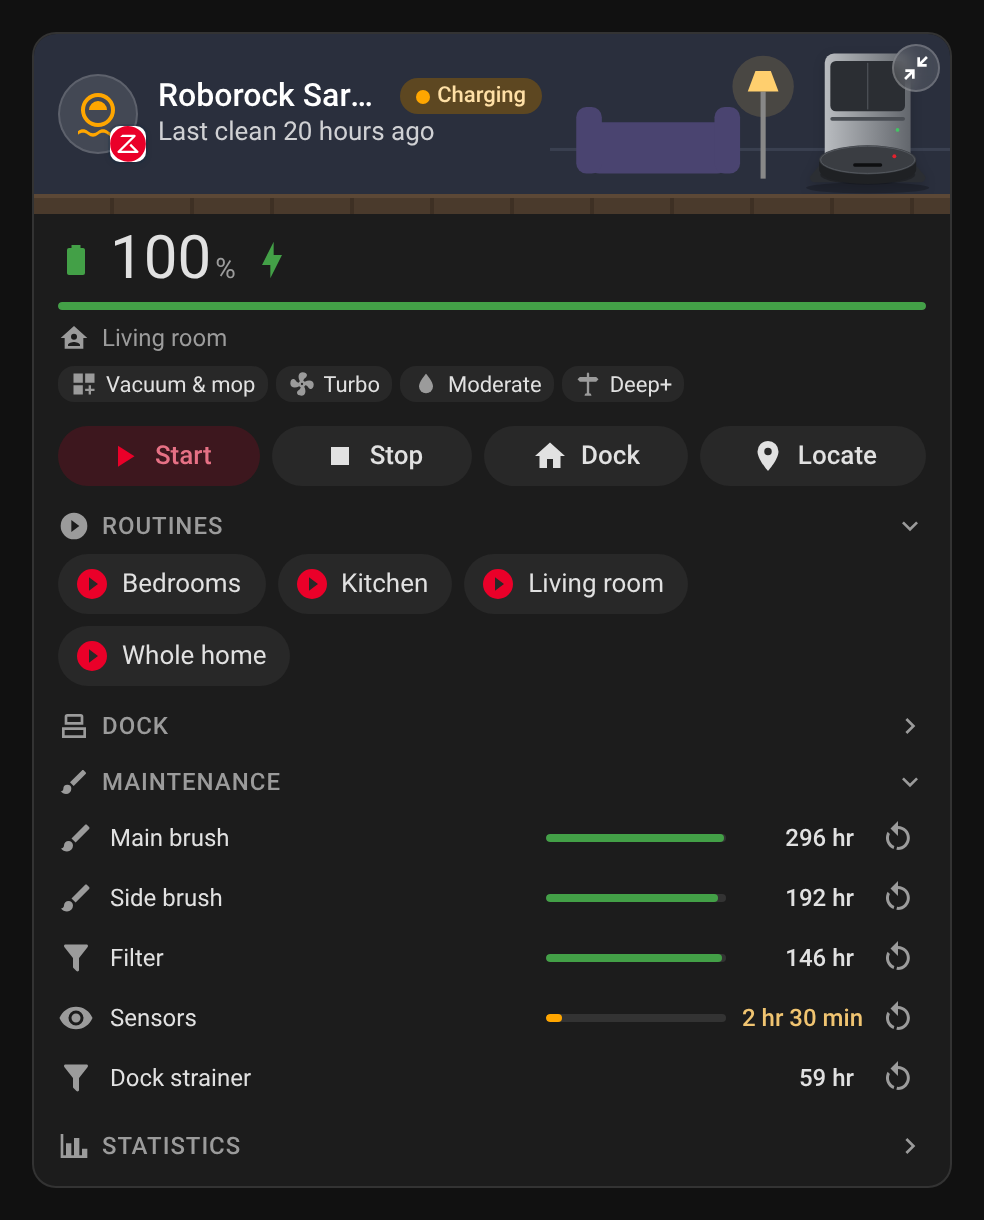 Roborock Sar... Charging
Last clean 20 hours ago
100 %
Living room
Vacuum & mop Turbo Moderate Deep+
Start Stop Dock Locate
ROUTINES
Bedrooms Kitchen Living room
Whole home
DOCK
MAINTENANCE
Main brush 296 hr
Side brush 192 hr
Filter 146 hr
Sensors 2 hr 30 min
Dock strainer 59 hr
STATISTICS